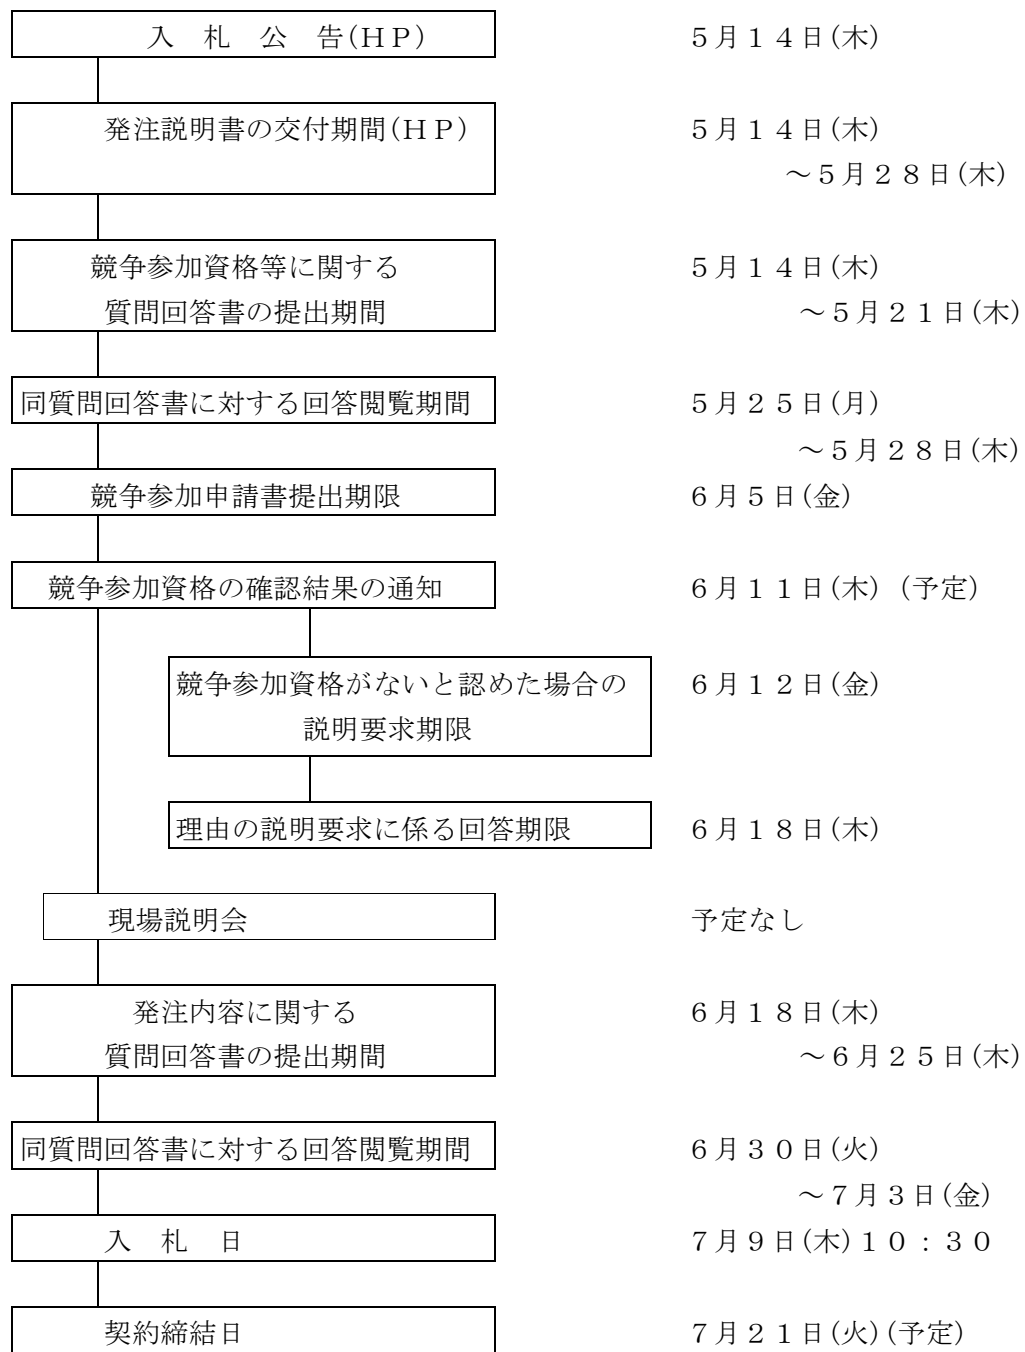 入　札　公　告(ＨＰ)　５月１４日(木)
発注説明書の交付期間(ＨＰ)　５月１４日(木)
～５月２８日(木)
競争参加資格等に関する　５月１４日(木)
質問回答書の提出期間　～５月２１日(木)
同質問回答書に対する回答閲覧期間　５月２５日(月)
～５月２８日(木)
競争参加申請書提出期限　６月５日(金)
競争参加資格の確認結果の通知　６月１１日(木) (予定)
競争参加資格がないと認めた場合の　６月１２日(金)
説明要求期限
理由の説明要求に係る回答期限　６月１８日(木)
現場説明会　予定なし
発注内容に関する　６月１８日(木)
質問回答書の提出期間　～６月２５日(木)
同質問回答書に対する回答閲覧期間　６月３０日(火)
～７月３日(金)
入　札　日　７月９日(木)１０：３０
契約締結日　７月２１日(火)(予定)